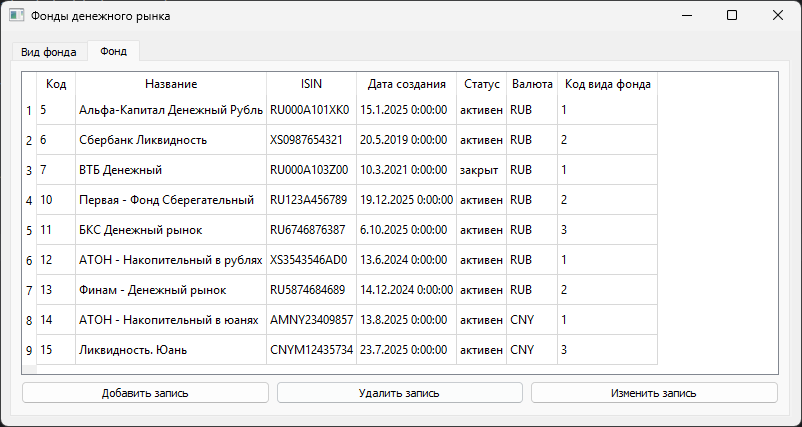 Фонды денежного рынка
Вид фонда Фонд
Код Название ISIN Дата создания Статус Валюта Код вида фонда
1 5 Альфа-Капитал Денежный Рубль RU000A101XK0 15.1.2025 0:00:00 активен RUB 1
2 6 Сбербанк Ликвидность XS0987654321 20.5.2019 0:00:00 активен RUB 2
3 7 ВТБ Денежный RU000A103Z00 10.3.2021 0:00:00 закрыт RUB 1
4 10 Первая - Фонд Сберегательный RU123A456789 19.12.2025 0:00:00 активен RUB 2
5 11 БКС Денежный рынок RU6746876387 6.10.2025 0:00:00 активен RUB 3
6 12 АТОН - Накопительный в рублях XS3543546AD0 13.6.2024 0:00:00 активен RUB 1
7 13 Финам - Денежный рынок RU5874684689 14.12.2024 0:00:00 активен RUB 2
8 14 АТОН - Накопительный в юанях AMNY23409857 13.8.2025 0:00:00 активен CNY 1
9 15 Ликвидность. Юань CNYM12435734 23.7.2025 0:00:00 активен CNY 3
Добавить запись Удалить запись Изменить запись